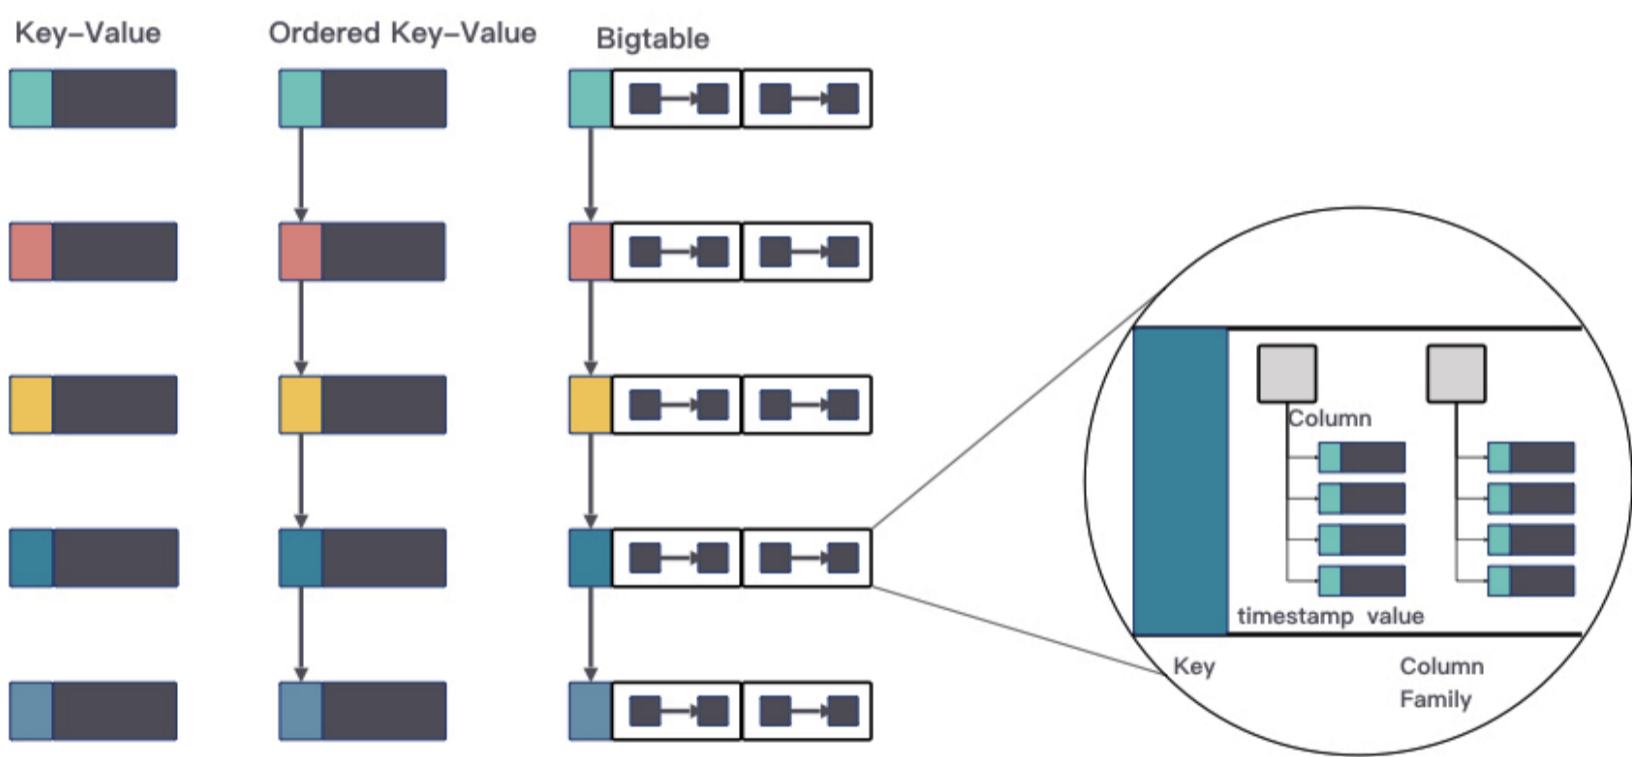 Key–Value
Ordered Key–Value
Bigtable
Column
timestamp value
Key
Column
Family